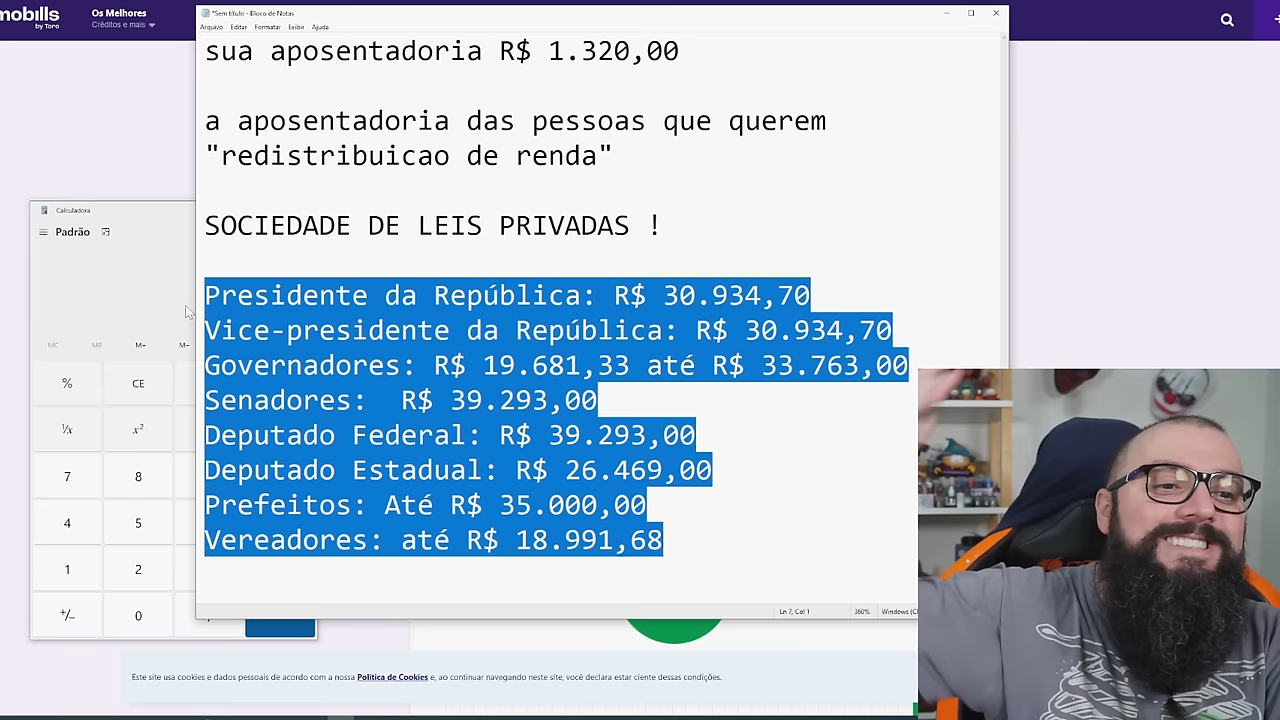 mobills
by Toro
Os Melhores
Créditos e mais
*Sem título - Bloco de Notas
Arquivo Editar Formatar Exibir Ajuda
sua aposentadoria R$ 1.320,00
a aposentadoria das pessoas que querem
"redistribuicao de renda"
SOCIEDADE DE LEIS PRIVADAS !
Presidente da República: R$ 30.934,70
Vice-presidente da República: R$ 30.934,70
Governadores: R$ 19.681,33 até R$ 33.763,00
Senadores:  R$ 39.293,00
Deputado Federal: R$ 39.293,00
Deputado Estadual: R$ 26.469,00
Prefeitos: Até R$ 35.000,00
Vereadores: até R$ 18.991,68
Ln 7, Col 1 360% Windows (C
Calculadora
Padrão
MC MR M+ M-
% CE
¹/x x²
7 8
4 5
1 2
+/- 0
Este site usa cookies e dados pessoais de acordo com a nossa Política de Cookies e, ao continuar navegando neste site, você declara estar ciente dessas condições.